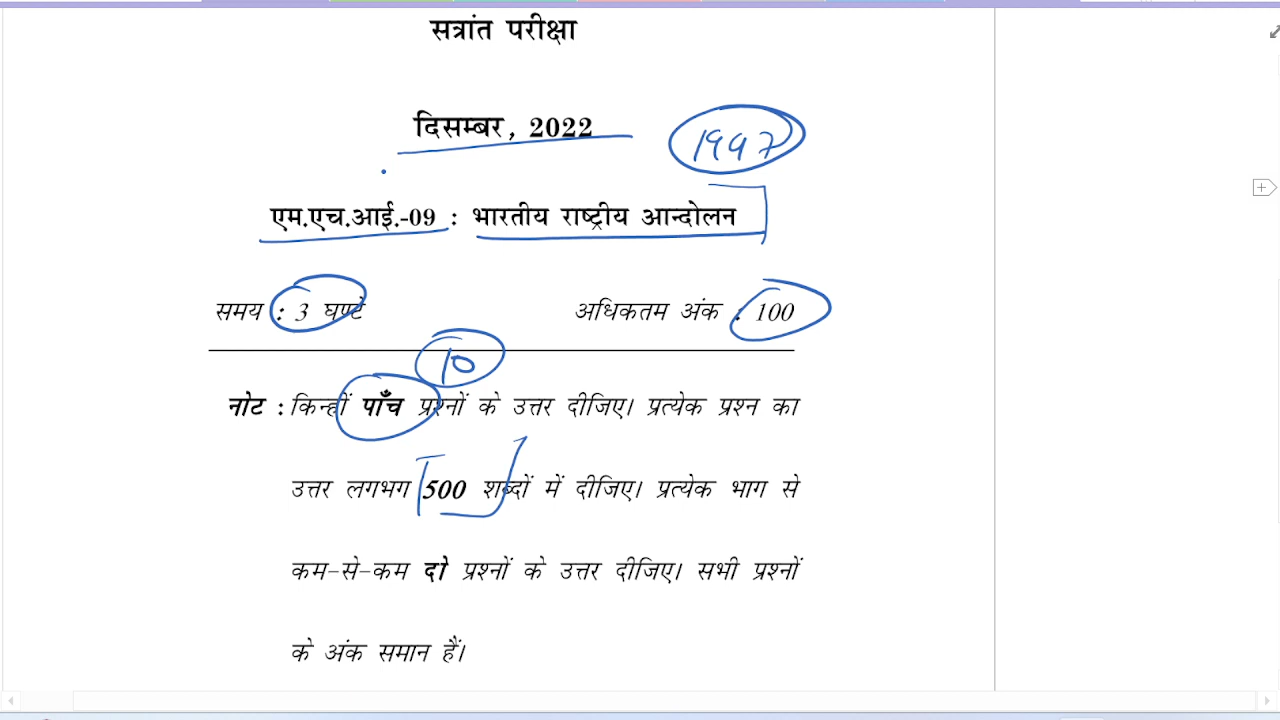 सत्रांत परीक्षा
दिसम्बर, 2022
1997
एम.एच.आई.-09 : भारतीय राष्ट्रीय आन्दोलन
समय : 3 घण्टे अधिकतम अंक : 100
10
नोट : किन्हीं पाँच प्रश्नों के उत्तर दीजिए। प्रत्येक प्रश्न का
उत्तर लगभग 500 शब्दों में दीजिए। प्रत्येक भाग से
कम-से-कम दो प्रश्नों के उत्तर दीजिए। सभी प्रश्नों
के अंक समान हैं।